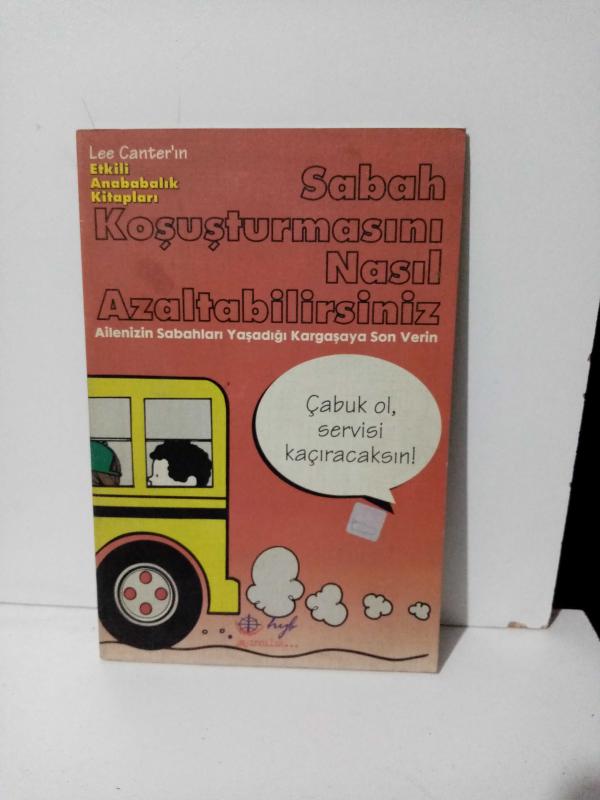 Lee Canter'ın
Etkili
Anababalık
Kitapları
Sabah
Koşuşturmasını
Nasıl
Azaltabilirsiniz
Ailenizin Sabahları Yaşadığı Kargaşaya Son Verin
Çabuk ol,
servisi
kaçıracaksın!
hyb